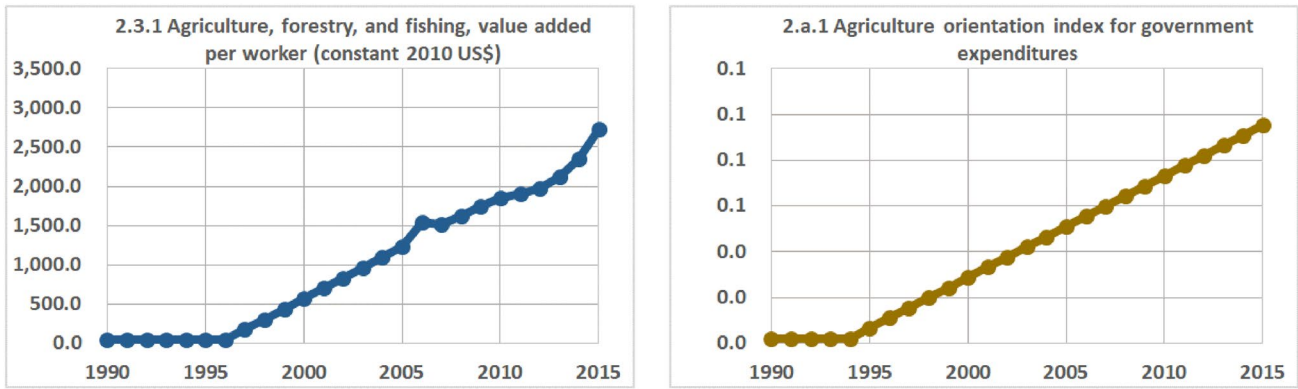 2.3.1 Agriculture, forestry, and fishing, value added
per worker (constant 2010 US$)
3,500.0
3,000.0
2,500.0
2,000.0
1,500.0
1,000.0
500.0
0.0
1990 1995 2000 2005 2010 2015
2.a.1 Agriculture orientation index for government
expenditures
0.1
0.1
0.1
0.1
0.0
0.0
0.0
1990 1995 2000 2005 2010 2015